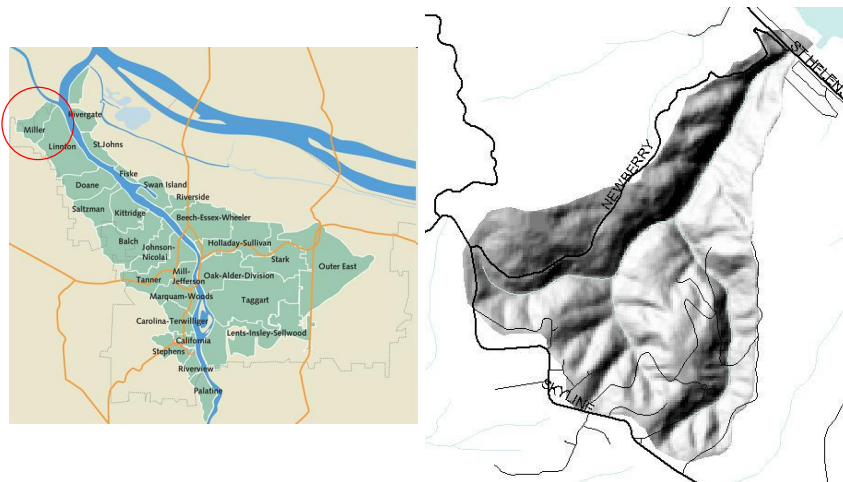 Rivergate
Miller
Linnton
St.Johns
Fiske
Doane
Swan Island
Riverside
Saltzman
Kittridge
Beech-Essex-Wheeler
Balch
Johnson-
Nicolai
Holladay-Sullivan
Stark
Outer East
Tanner
Mill-
Jefferson
Oak-Alder-Division
Marquam-Woods
Taggart
Carolina-Terwilliger
Lents-Insley-Sellwood
California
Stephens
Riverview
Palatine
ST HELENS
NEWBERRY
SKYLINE